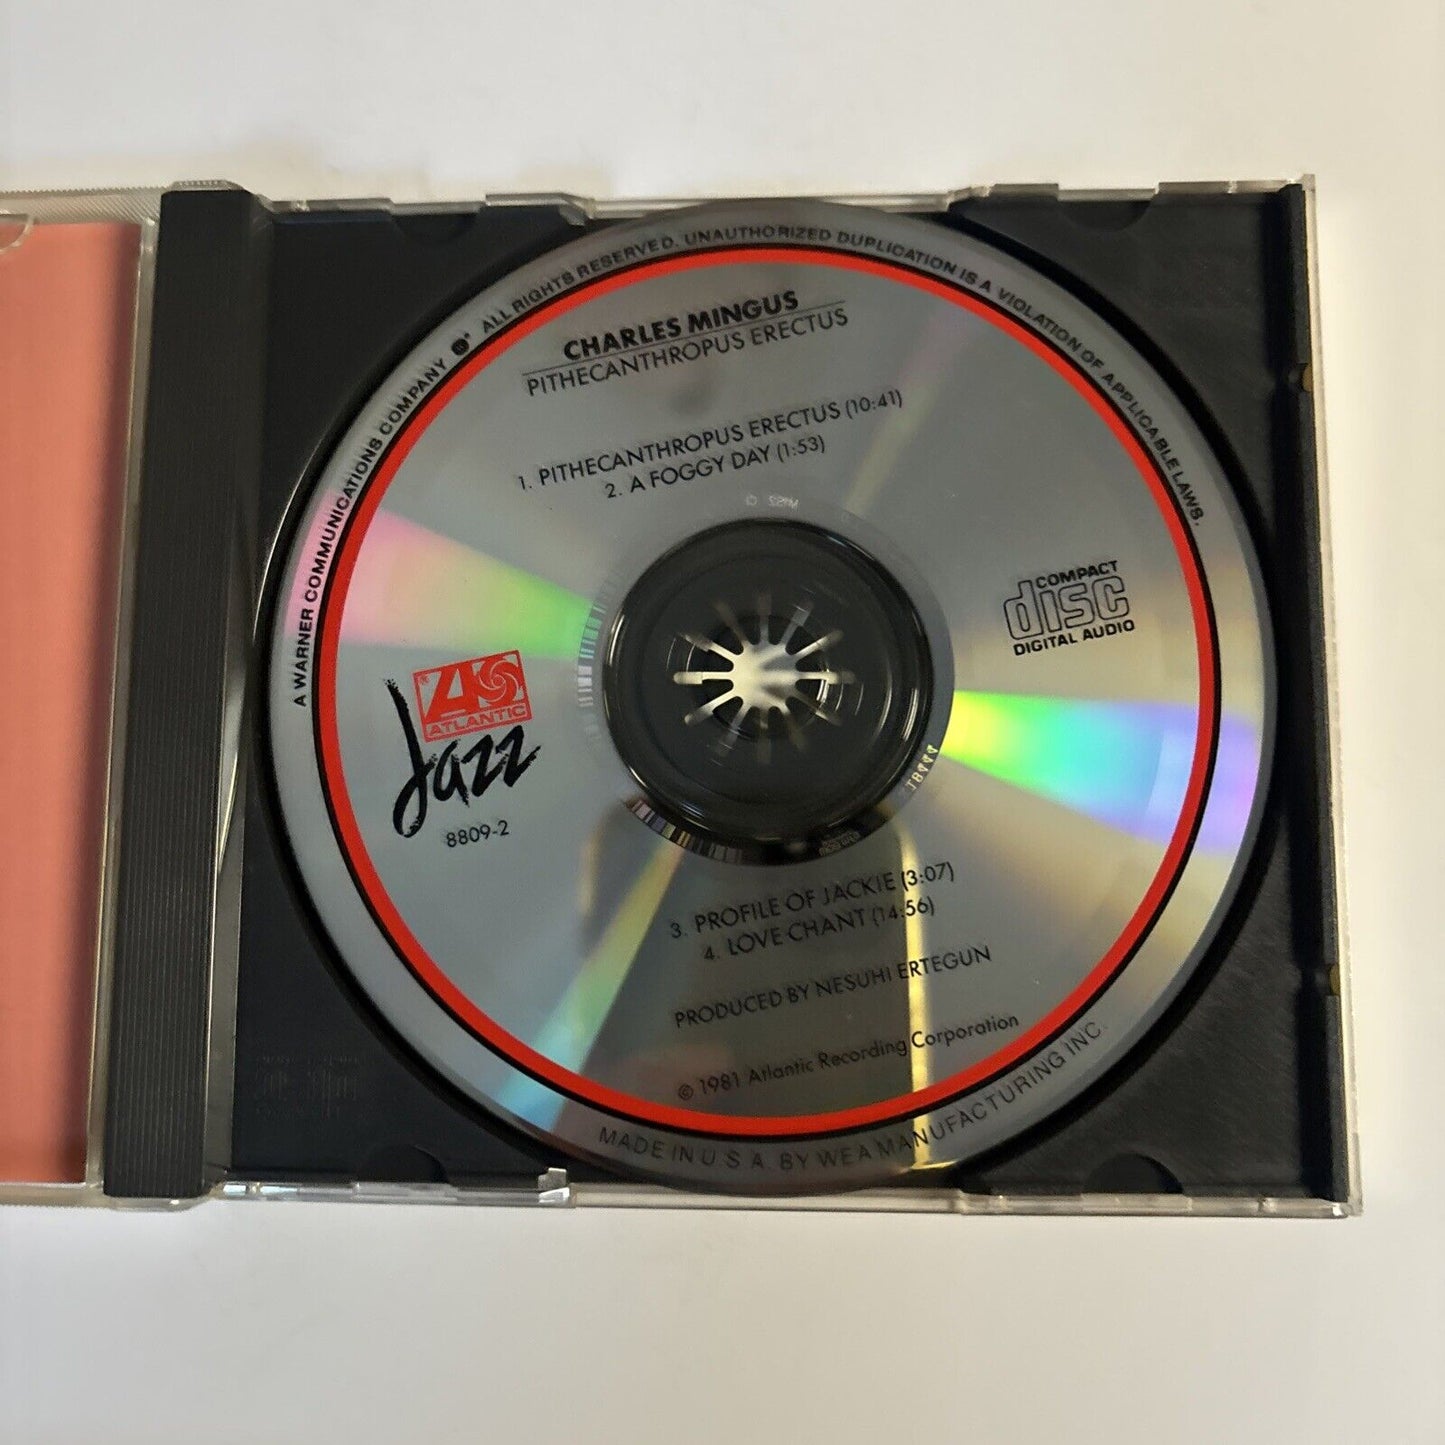 A WARNER COMMUNICATIONS COMPANY ℗ ALL RIGHTS RESERVED. UNAUTHORIZED DUPLICATION IS A VIOLATION OF APPLICABLE LAWS.
CHARLES MINGUS
PITHECANTHROPUS ERECTUS
1. PITHECANTHROPUS ERECTUS (10:41)
2. A FOGGY DAY (1:53)
COMPACT
disc
DIGITAL AUDIO
ATLANTIC
Jazz
8809-2
3. PROFILE OF JACKIE (3:07)
4. LOVE CHANT (14:56)
PRODUCED BY NESUHI ERTEGUN
© 1981 Atlantic Recording Corporation
MADE IN U S A. BY WEA MANUFACTURING INC.